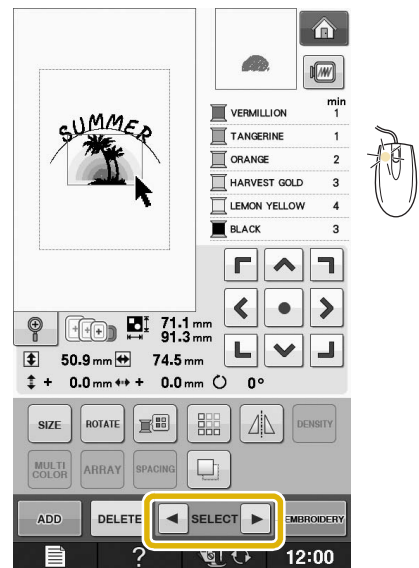 SUMMER
min
VERMILLION 1
TANGERINE 1
ORANGE 2
HARVEST GOLD 3
LEMON YELLOW 4
BLACK 3
71.1 mm
91.3 mm
50.9 mm 74.5 mm
+ 0.0 mm + 0.0 mm 0°
SIZE ROTATE DENSITY
MULTI COLOR ARRAY SPACING
ADD DELETE SELECT EMBROIDERY
? 12:00